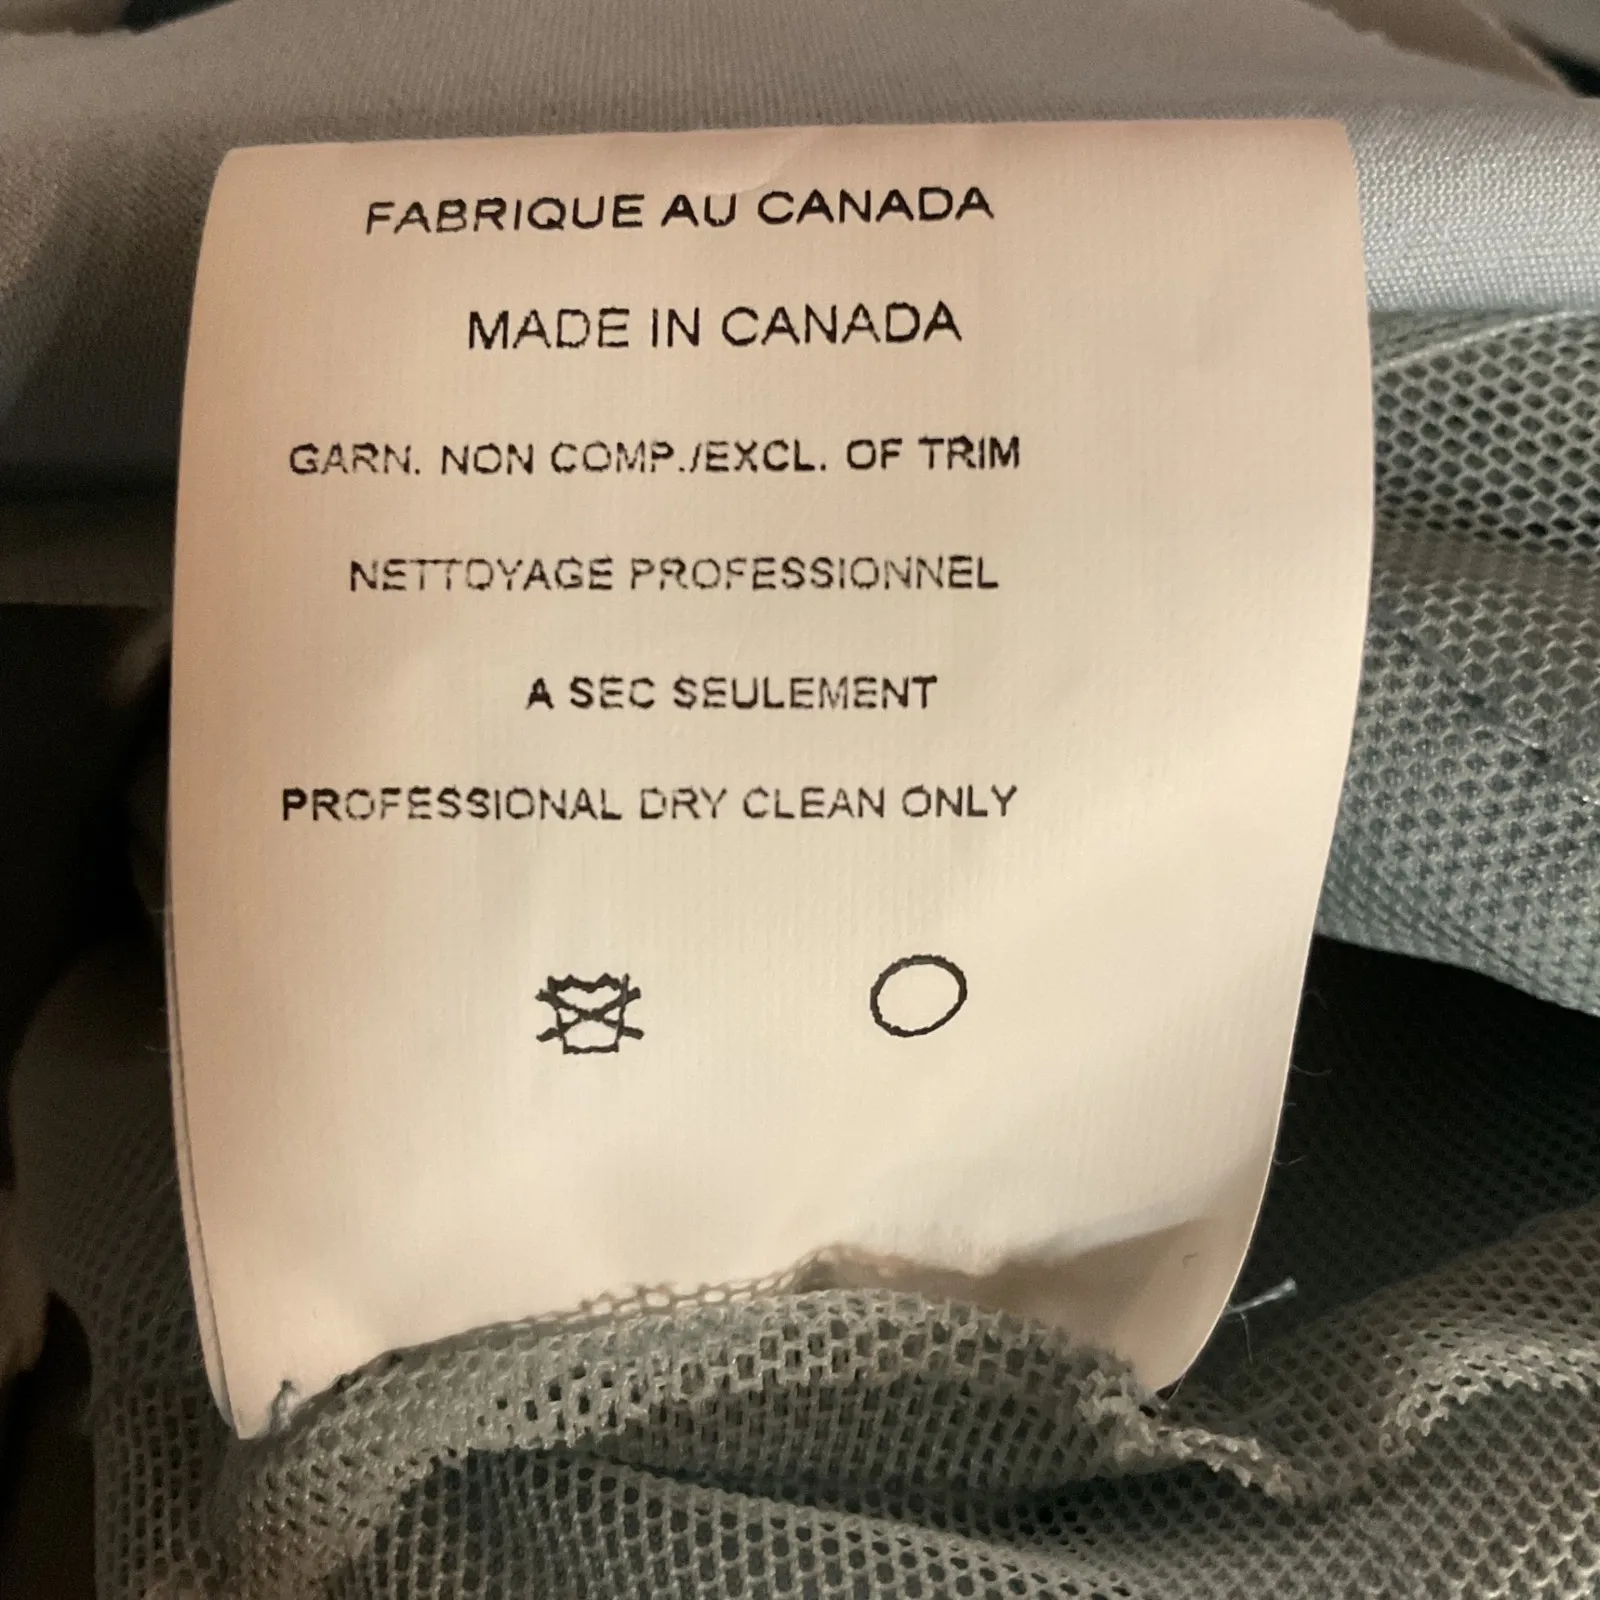 FABRIQUE AU CANADA
MADE IN CANADA
GARN. NON COMP./EXCL. OF TRIM
NETTOYAGE PROFESSIONNEL
A SEC SEULEMENT
PROFESSIONAL DRY CLEAN ONLY